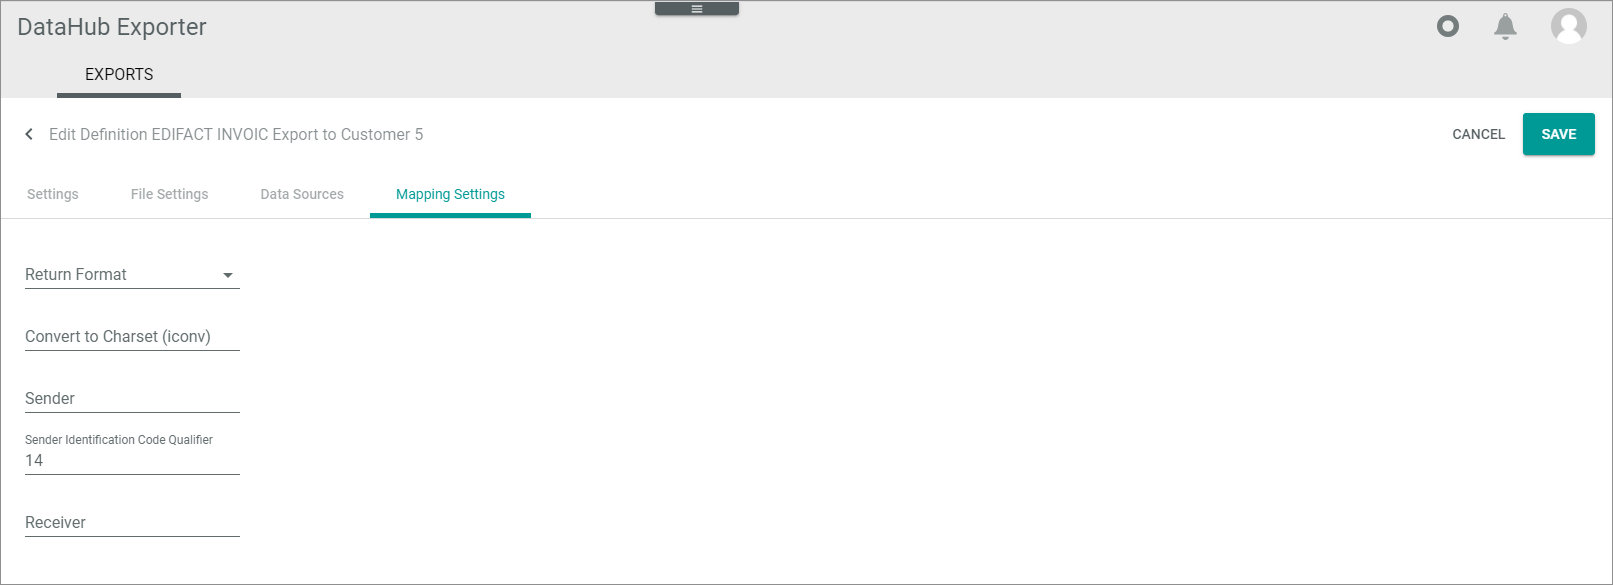 DataHub Exporter
EXPORTS
Edit Definition EDIFACT INVOIC Export to Customer 5
CANCEL
SAVE
Settings
File Settings
Data Sources
Mapping Settings
Return Format
Convert to Charset (iconv)
Sender
Sender Identification Code Qualifier
14
Receiver